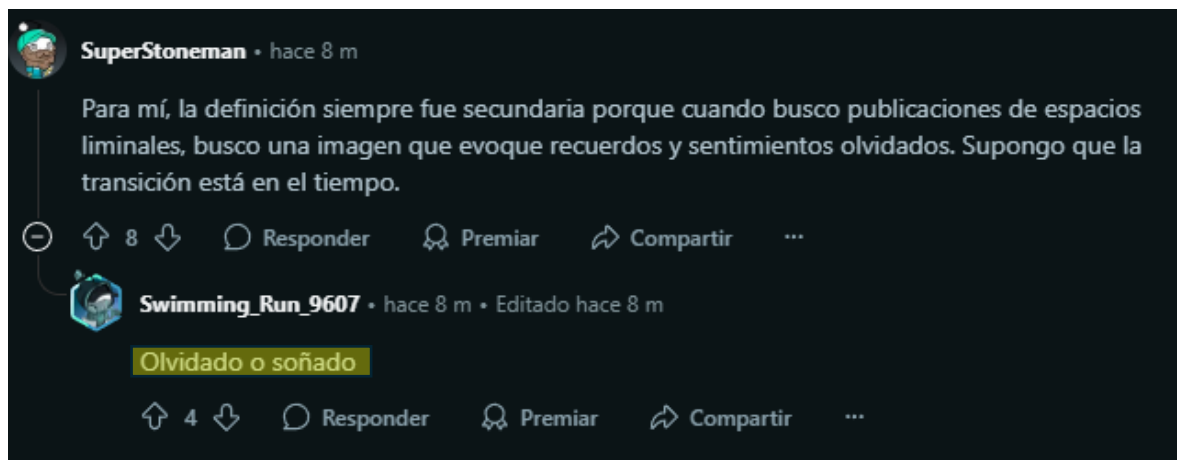 SuperStoneman • hace 8 m
Para mí, la definición siempre fue secundaria porque cuando busco publicaciones de espacios
liminales, busco una imagen que evoque recuerdos y sentimientos olvidados. Supongo que la
transición está en el tiempo.
8 Responder Premiar Compartir ...
Swimming_Run_9607 • hace 8 m • Editado hace 8 m
Olvidado o soñado
4 Responder Premiar Compartir ...